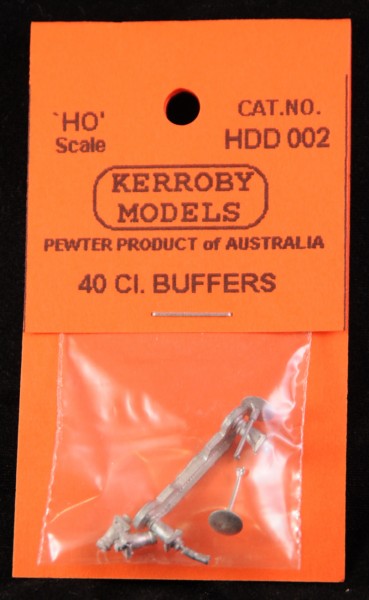 `HO'
Scale
CAT.NO.
HDD 002
KERROBY
MODELS
PEWTER PRODUCT of AUSTRALIA
40 Cl. BUFFERS